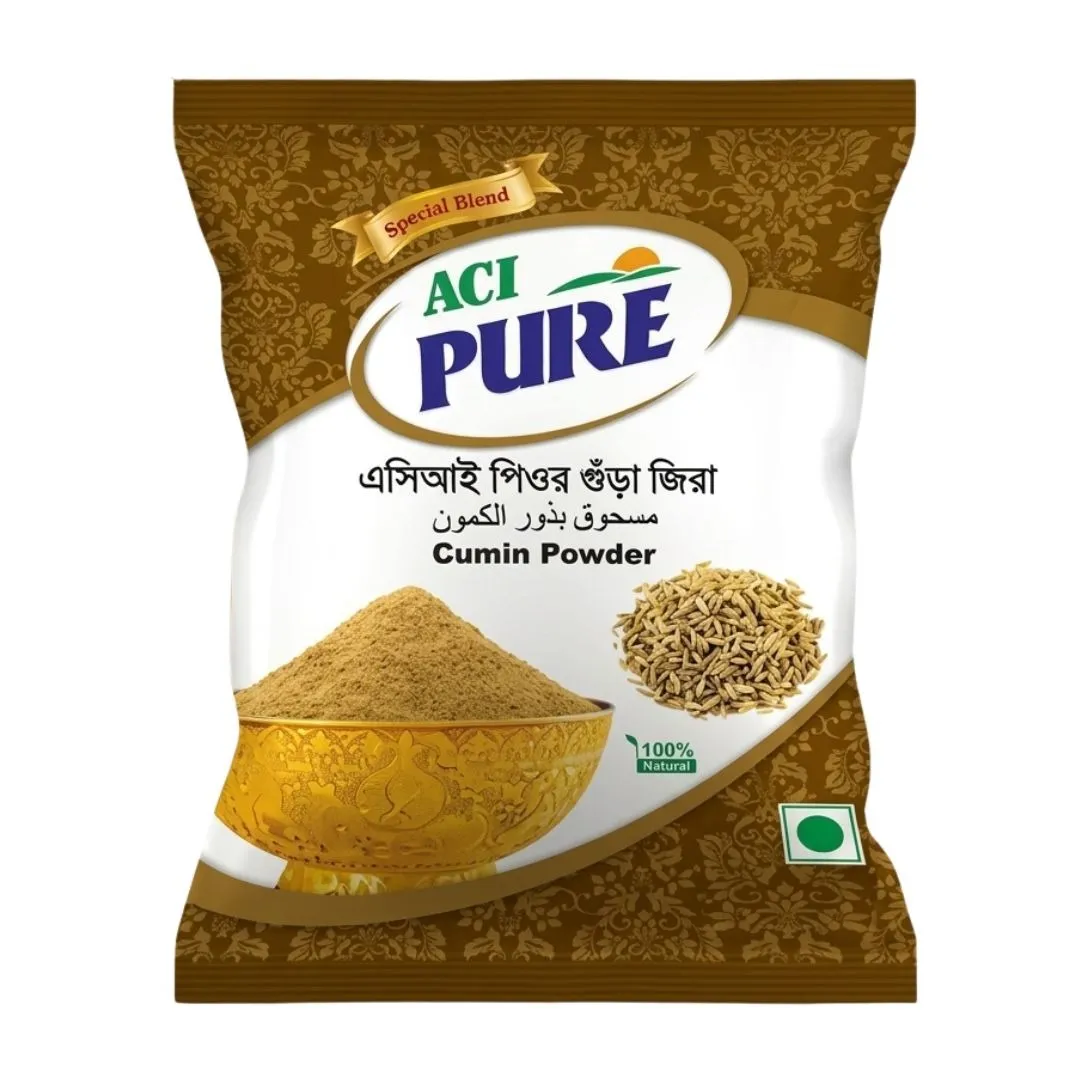 Special Blend
ACI
PURE
এসিআই পিওর গুঁড়া জিরা
مسحوق بذور الكمون
Cumin Powder
100%
Natural